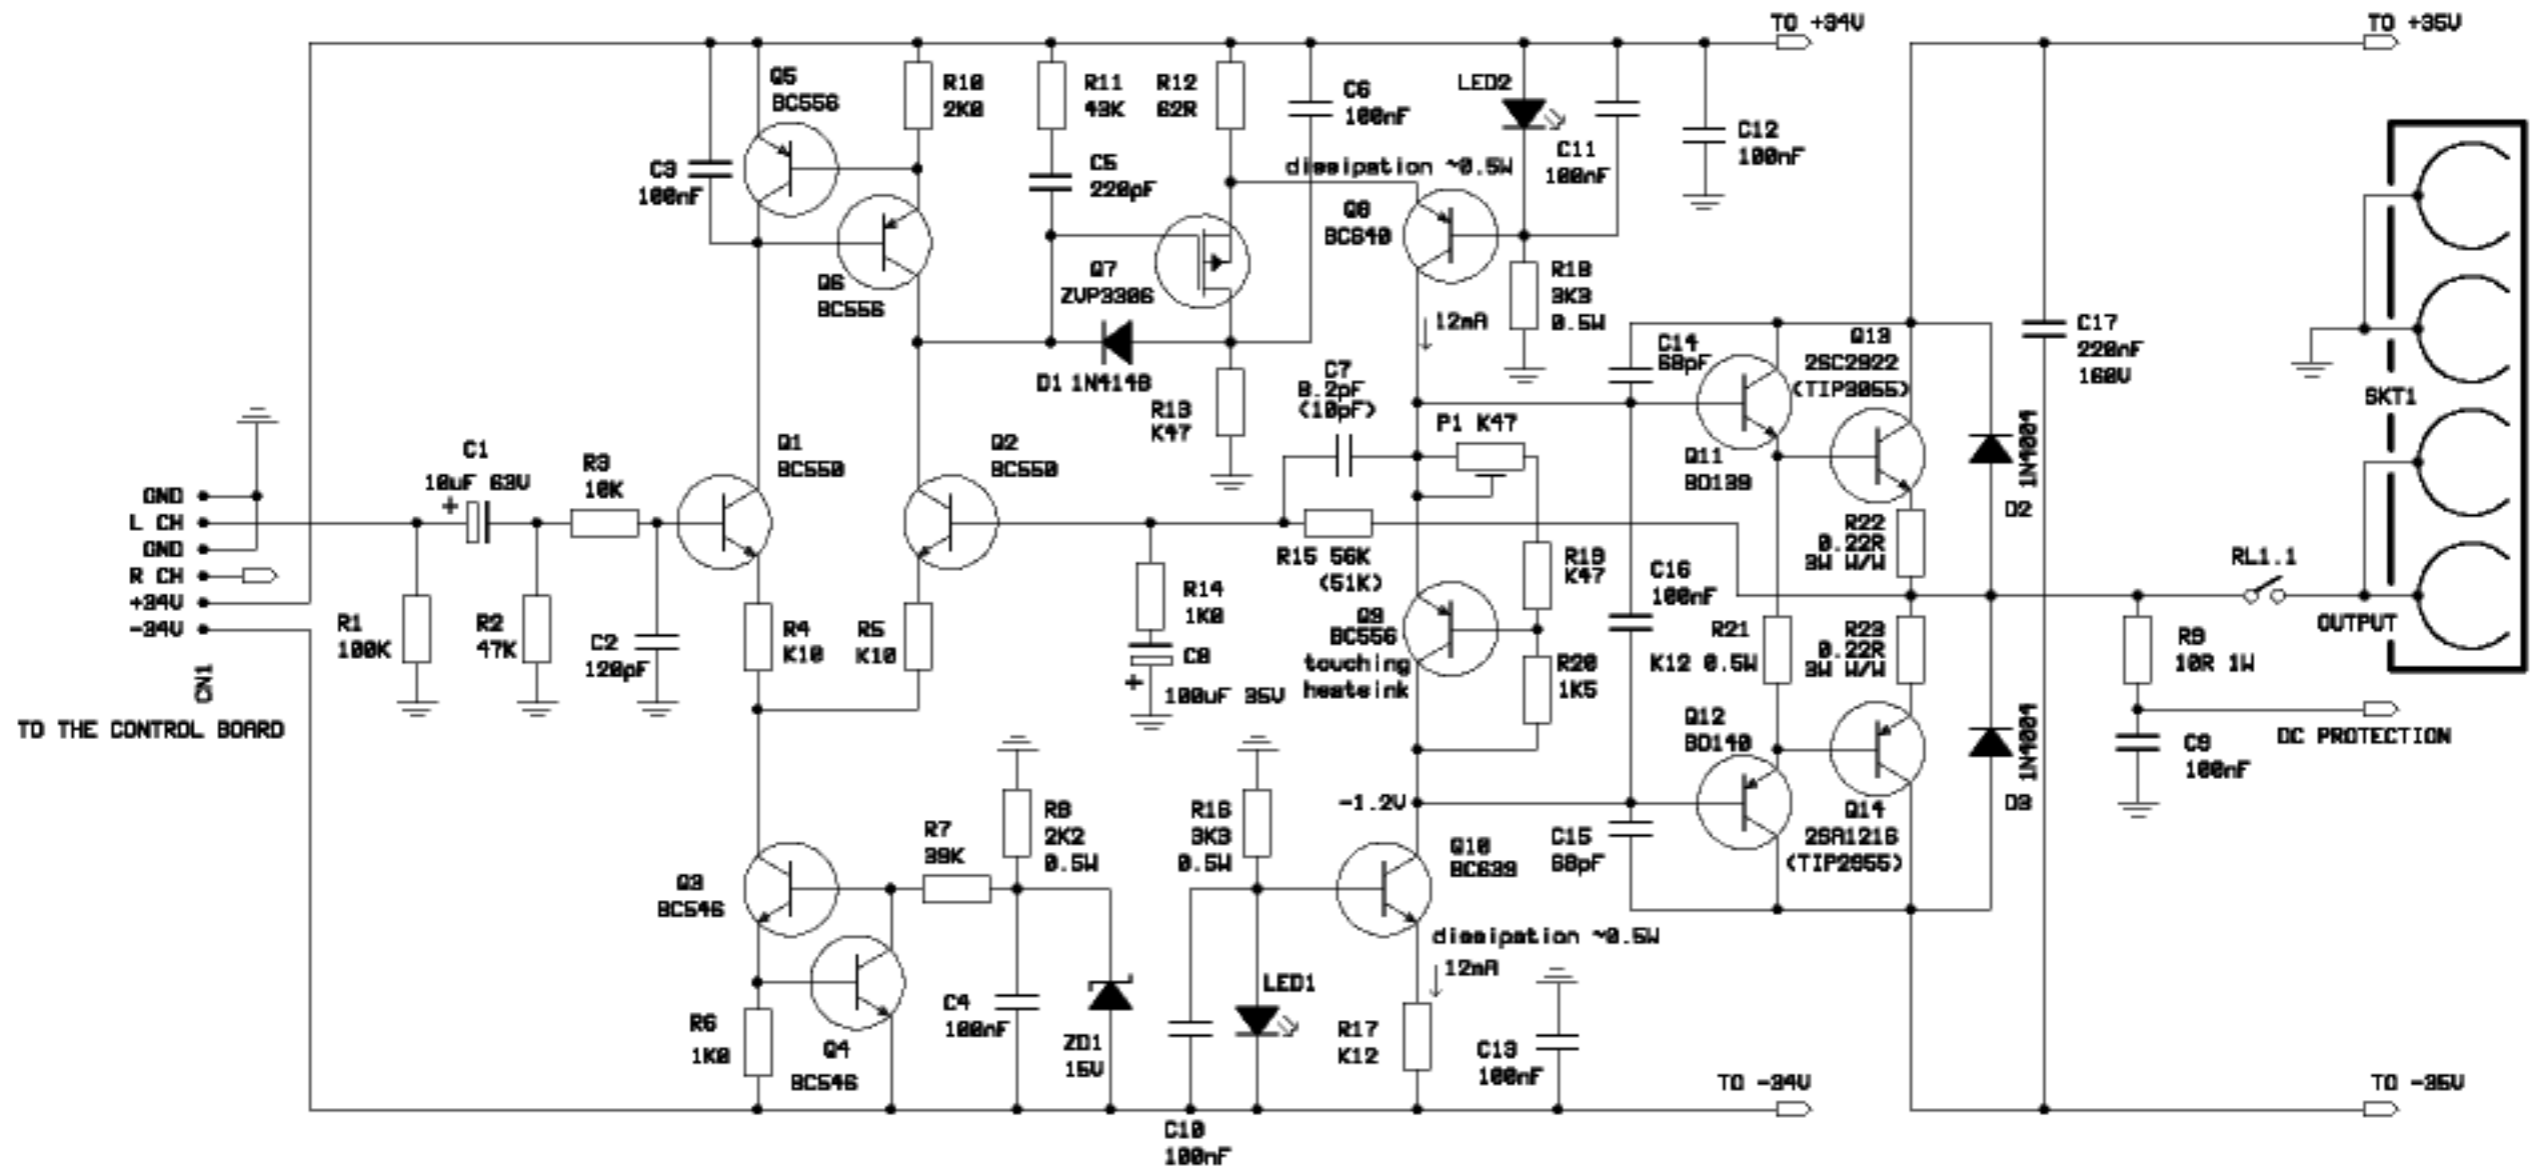 TO +34V
TO +35V
Q5
BC556
R10
2K0
R11
43K
R12
62R
C6
100nF
LED2
C11
100nF
C12
100nF
C3
100nF
C5
220pF
dissipation ~0.5W
Q8
BC640
Q6
BC556
Q7
ZVP3306
R18
3K3
0.5W
12mA
D1 1N4148
R13
K47
C7
8.2pF
(10pF)
C14
68pF
Q13
2SC2922
(TIP3055)
C17
220nF
160V
SKT1
P1 K47
Q11
BD139
1N4004
D2
C1
10uF 63V
R3
10K
Q1
BC550
Q2
BC550
GND
L CH
GND
R CH
+34V
-34V
CN1
TO THE CONTROL BOARD
R1
100K
R2
47K
C2
120pF
R4
K10
R5
K10
R14
1K0
C8
100uF 35V
R15 56K
(51K)
R19
K47
C16
100nF
R22
0.22R
3W W/W
RL1.1
Q9
BC556
touching
heatsink
R20
1K5
R21
K12 0.5W
R23
0.22R
3W W/W
OUTPUT
R9
10R 1W
DC PROTECTION
C9
100nF
Q12
BD140
1N4004
D3
Q14
2SA1216
(TIP2955)
-1.2V
R7
39K
R8
2K2
0.5W
R16
3K3
0.5W
Q10
BC639
C15
68pF
Q3
BC546
dissipation ~0.5W
12mA
R6
1K0
Q4
BC546
C4
100nF
ZD1
15V
LED1
R17
K12
C13
100nF
TO -34V
TO -35V
C10
100nF